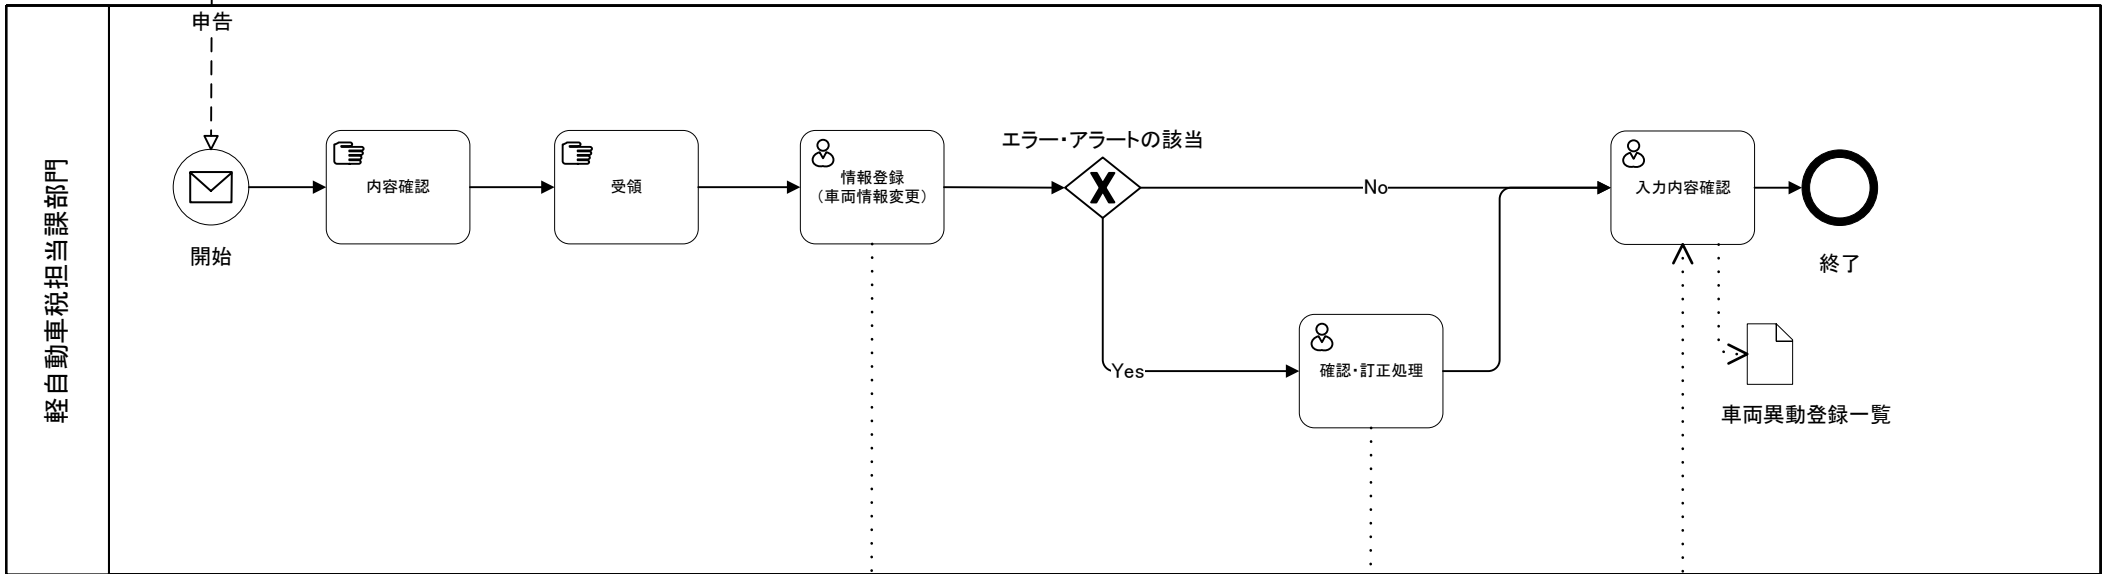 申告
軽自動車税担当課部門
開始
内容確認
受領
情報登録
（車両情報変更）
エラー・アラートの該当
No
Yes
確認・訂正処理
入力内容確認
終了
車両異動登録一覧